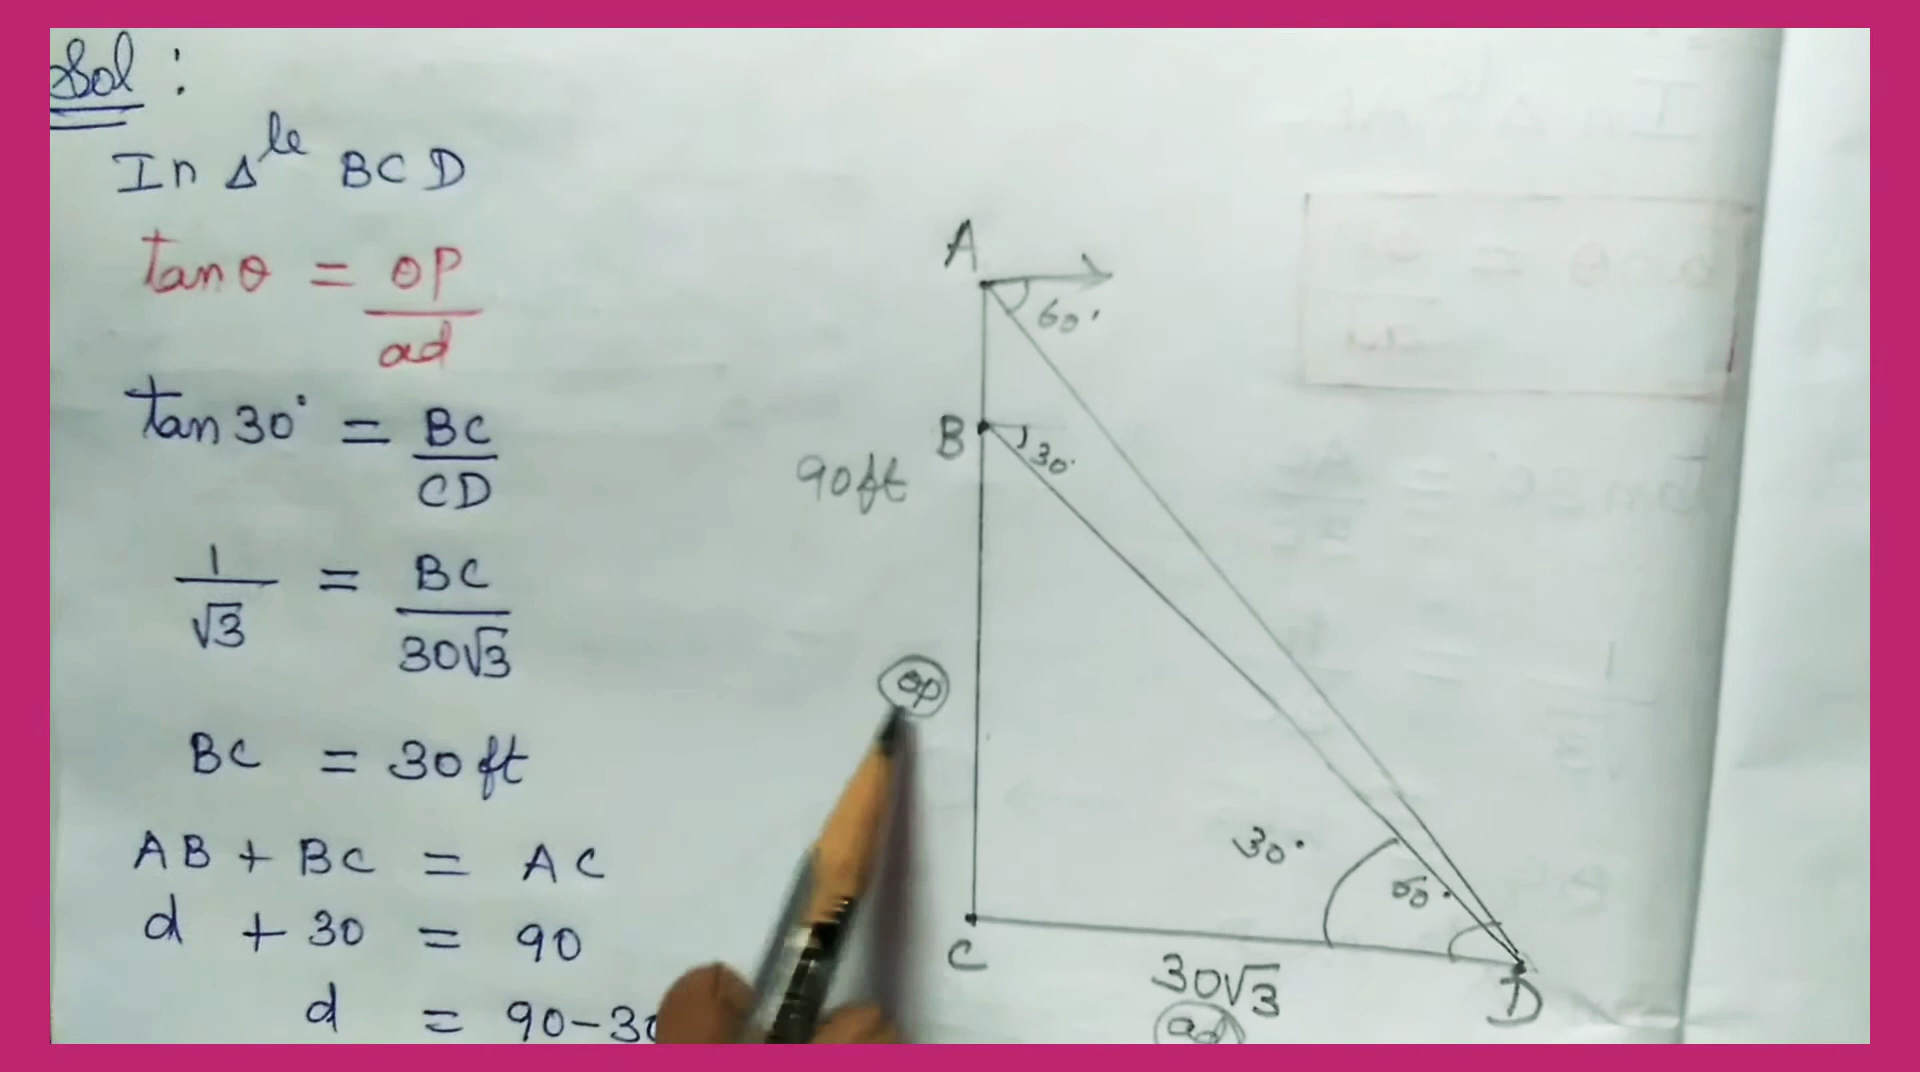 Sol :
In Δle BCD
tan θ = op/ad
tan 30° = BC/CD
1/√3 = BC/30√3
BC = 30 ft
AB + BC = AC
d + 30 = 90
d = 90 - 30
A
60°
B
30°
90ft
op
30°
60°
C
30√3
D
ad